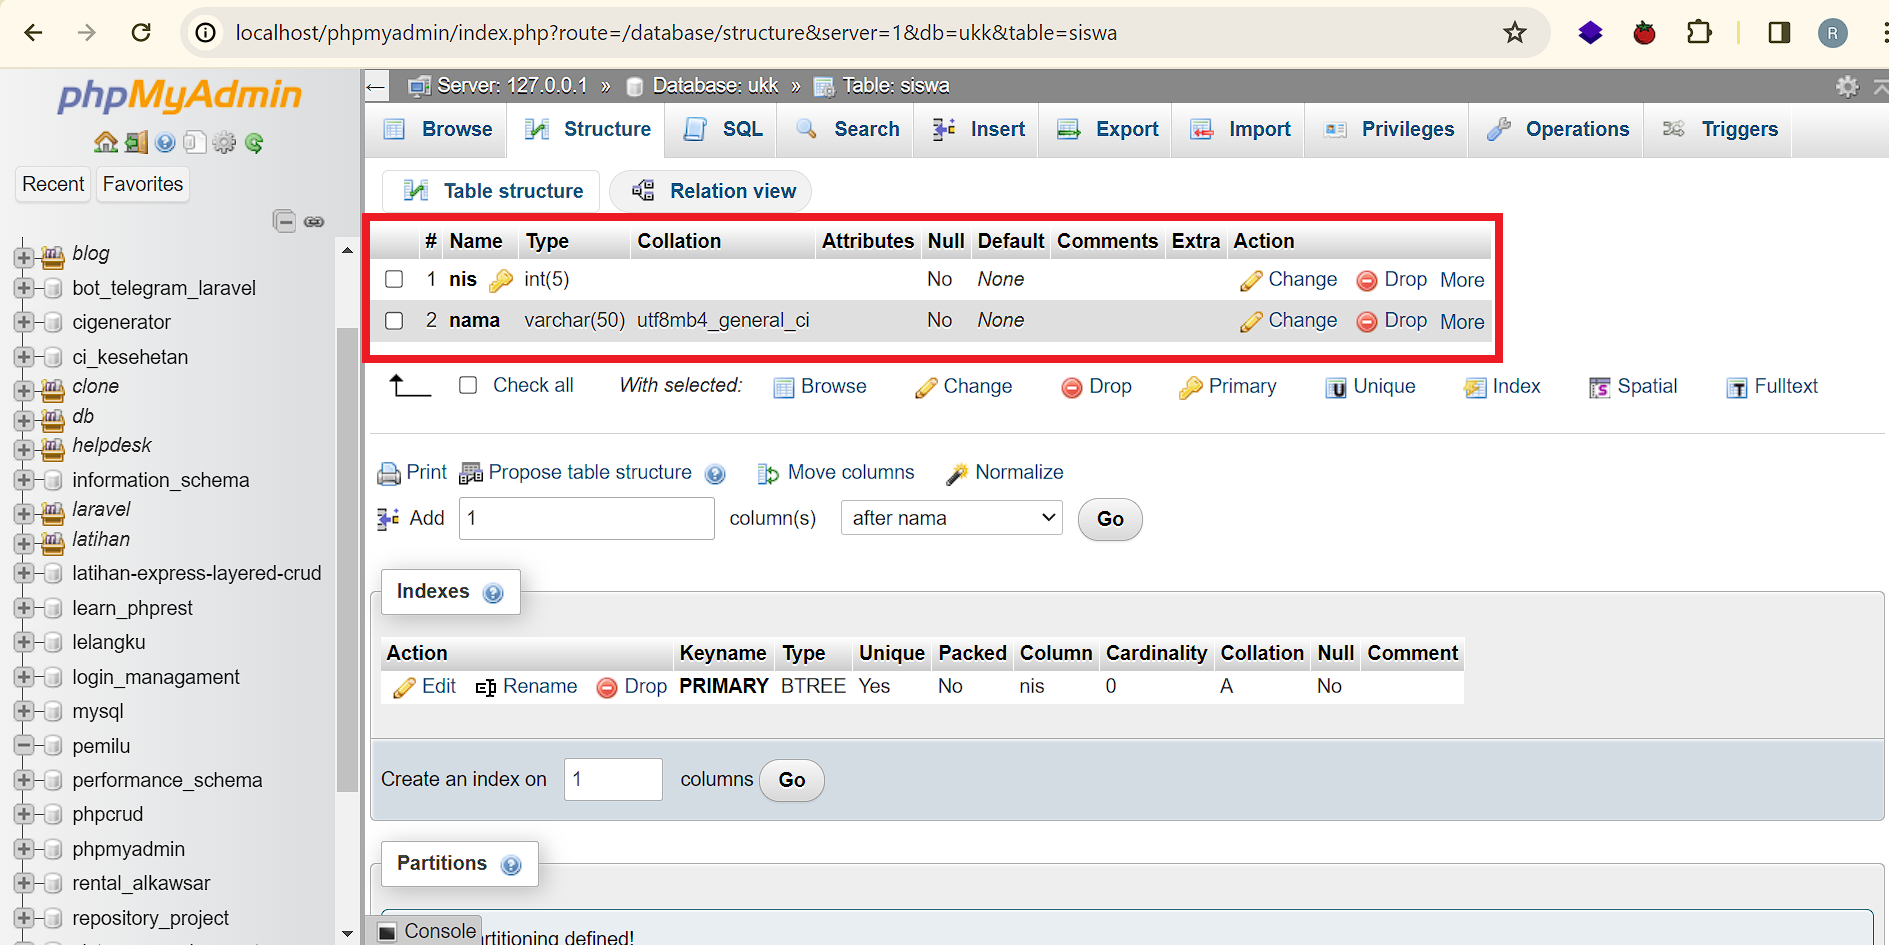 localhost/phpmyadmin/index.php?route=/database/structure&server=1&db=ukk&table=siswa
R
phpMyAdmin
Recent Favorites
blog
bot_telegram_laravel
cigenerator
ci_kesehetan
clone
db
helpdesk
information_schema
laravel
latihan
latihan-express-layered-crud
learn_phprest
lelangku
login_managament
mysql
pemilu
performance_schema
phpcrud
phpmyadmin
rental_alkawsar
repository_project
Server: 127.0.0.1 » Database: ukk » Table: siswa
Browse Structure SQL Search Insert Export Import Privileges Operations Triggers
Table structure Relation view
# Name Type Collation Attributes Null Default Comments Extra Action
1 nis int(5) No None Change Drop More
2 nama varchar(50) utf8mb4_general_ci No None Change Drop More
Check all With selected: Browse Change Drop Primary Unique Index Spatial Fulltext
Print Propose table structure Move columns Normalize
Add 1 column(s) after nama Go
Indexes
Action Keyname Type Unique Packed Column Cardinality Collation Null Comment
Edit Rename Drop PRIMARY BTREE Yes No nis 0 A No
Create an index on 1 columns Go
Partitions
Console rtitioning defined!